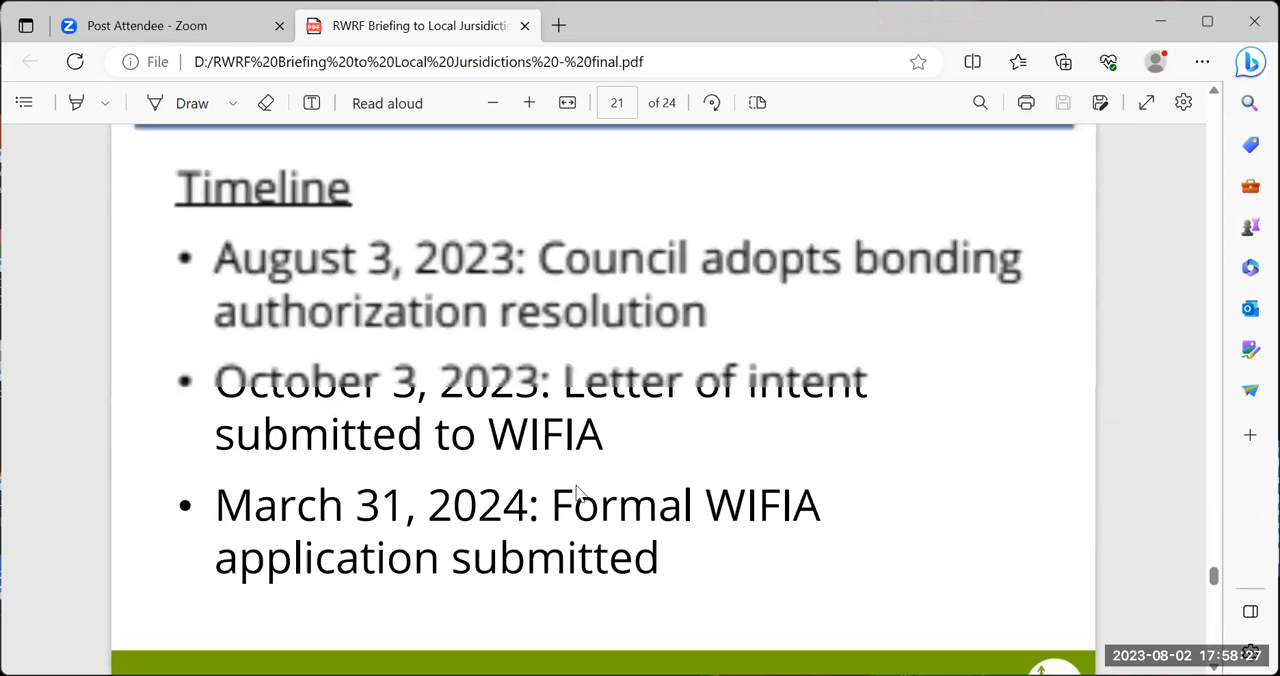 Post Attendee - Zoom
RWRF Briefing to Local Jursidictic
File
D:/RWRF%20Briefing%20to%20Local%20Jursidictions%20-%20final.pdf
Draw
Read aloud
21
of 24
Timeline
• August 3, 2023: Council adopts bonding
authorization resolution
• October 3, 2023: Letter of intent
submitted to WIFIA
• March 31, 2024: Formal WIFIA
application submitted
2023-08-02 17:58:27